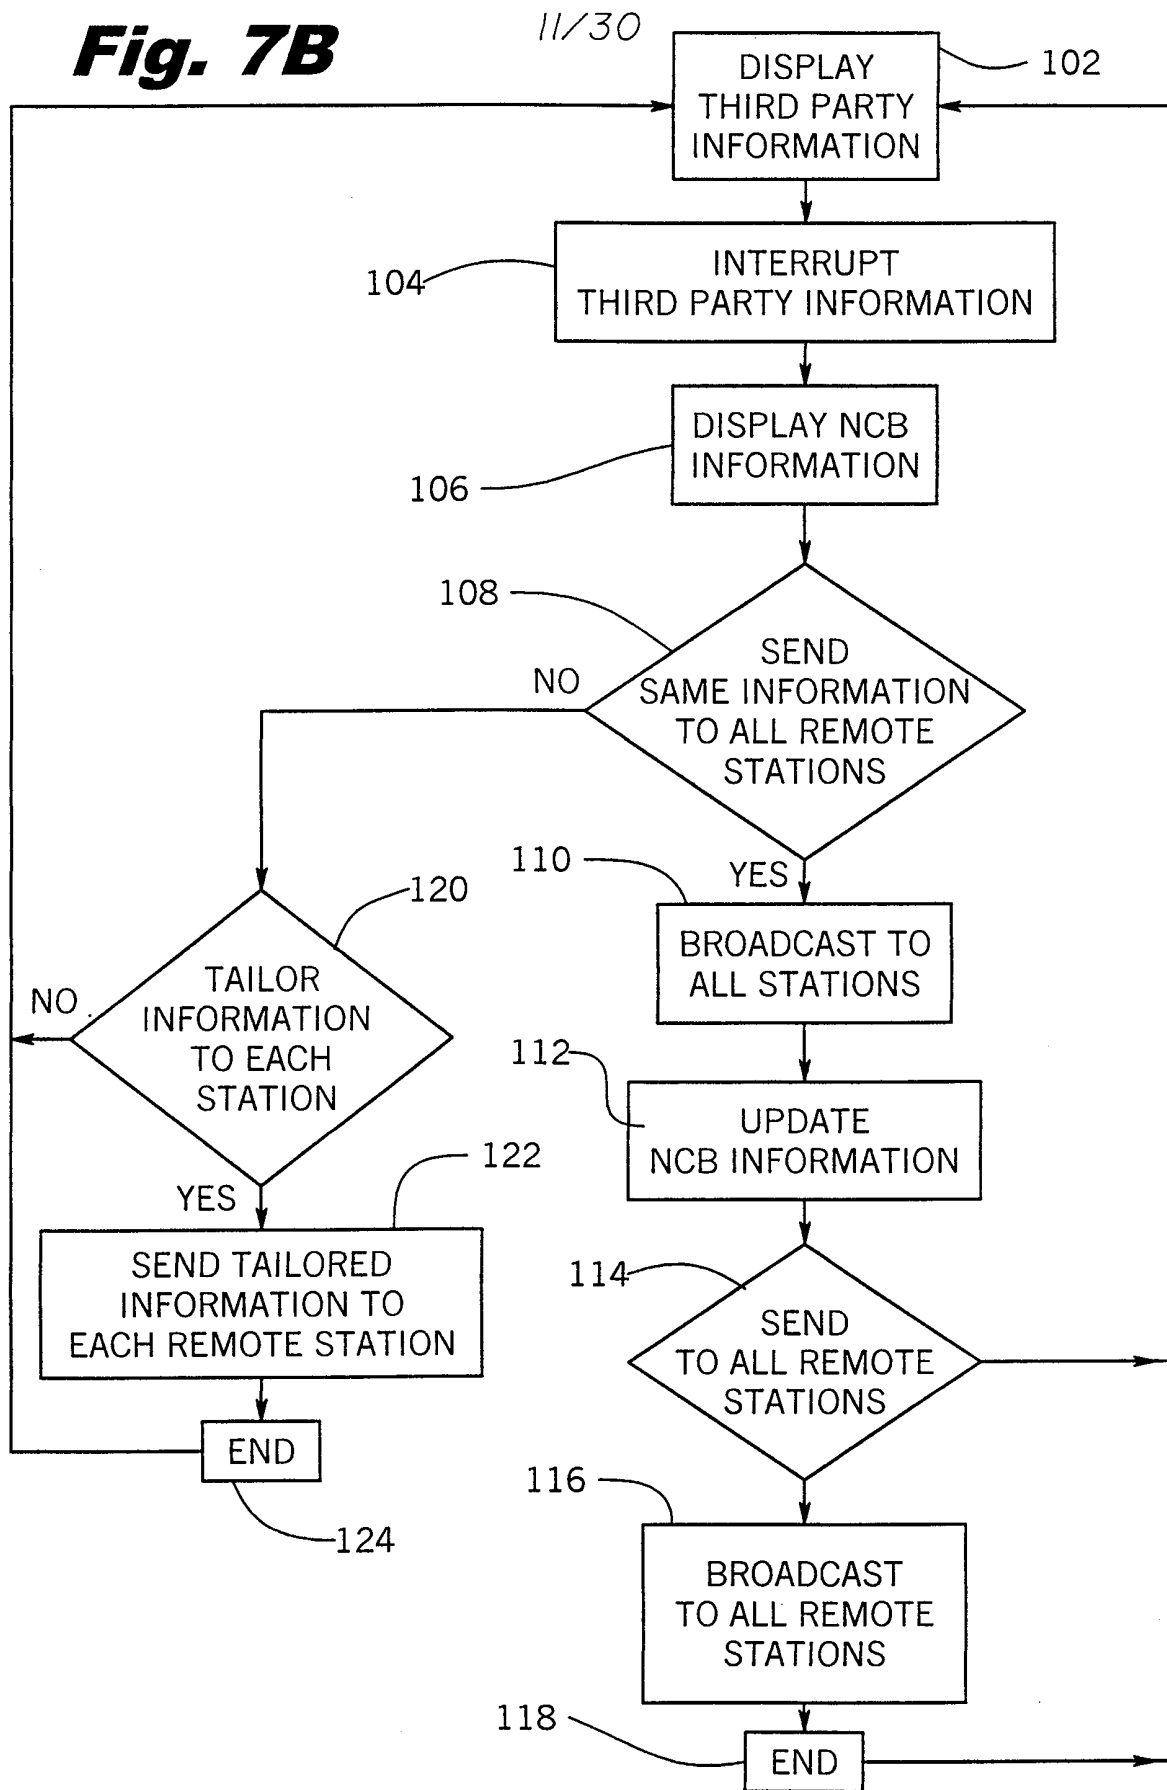 Fig. 7B
11/30
DISPLAY
THIRD PARTY
INFORMATION
102
INTERRUPT
THIRD PARTY INFORMATION
104
DISPLAY NCB
INFORMATION
106
108
SEND
SAME INFORMATION
TO ALL REMOTE
STATIONS
NO
YES
110
BROADCAST TO
ALL STATIONS
120
TAILOR
INFORMATION
TO EACH
STATION
NO
YES
112
UPDATE
NCB INFORMATION
122
SEND TAILORED
INFORMATION TO
EACH REMOTE STATION
114
SEND
TO ALL REMOTE
STATIONS
END
124
116
BROADCAST
TO ALL REMOTE
STATIONS
118
END